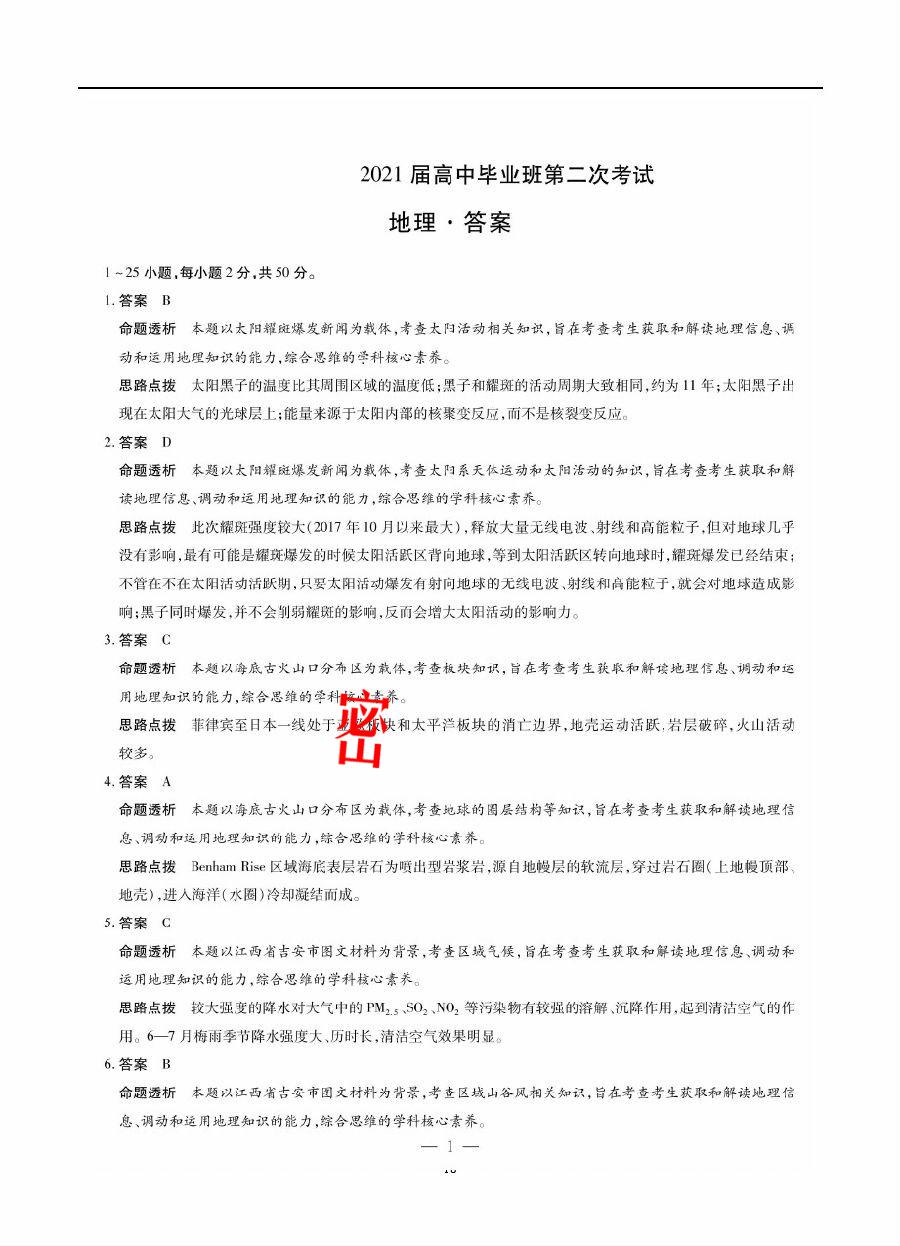 2021 届高中毕业班第二次考试
地理·答案
1~25 小题,每小题 2 分,共 50 分。
1. 答案 B
命题透析 本题以太阳耀斑爆发新闻为载体,考查太阳活动相关知识,旨在考查考生获取和解读地理信息、调
动和运用地理知识的能力,综合思维的学科核心素养。
思路点拨 太阳黑子的温度比其周围区域的温度低;黑子和耀斑的活动周期大致相同,约为 11 年;太阳黑子出
现在太阳大气的光球层上;能量来源于太阳内部的核聚变反应,而不是核裂变反应。
2. 答案 D
命题透析 本题以太阳耀斑爆发新闻为载体,考查太阳系天体运动和太阳活动的知识,旨在考查考生获取和解
读地理信息、调动和运用地理知识的能力,综合思维的学科核心素养。
思路点拨 此次耀斑强度较大(2017 年 10 月以来最大),释放大量无线电波、射线和高能粒子,但对地球几乎
没有影响,最有可能是耀斑爆发的时候太阳活跃区背向地球,等到太阳活跃区转向地球时,耀斑爆发已经结束;
不管在不在太阳活动活跃期,只要太阳活动爆发有射向地球的无线电波、射线和高能粒子,就会对地球造成影
响;黑子同时爆发,并不会削弱耀斑的影响,反而会增大太阳活动的影响力。
3. 答案 C
命题透析 本题以海底古火山口分布区为载体,考查板块知识,旨在考查考生获取和解读地理信息、调动和运
用地理知识的能力,综合思维的学科核心素养。
思路点拨 菲律宾至日本一线处于亚欧板块和太平洋板块的消亡边界,地壳运动活跃,岩层破碎,火山活动
较多。
密
4. 答案 A
命题透析 本题以海底古火山口分布区为载体,考查地球的圈层结构等知识,旨在考查考生获取和解读地理信
息、调动和运用地理知识的能力,综合思维的学科核心素养。
思路点拨 Benham Rise 区域海底表层岩石为喷出型岩浆岩,源自地幔层的软流层,穿过岩石圈(上地幔顶部、
地壳),进入海洋(水圈)冷却凝结而成。
5. 答案 C
命题透析 本题以江西省吉安市图文材料为背景,考查区域气候,旨在考查考生获取和解读地理信息、调动和
运用地理知识的能力,综合思维的学科核心素养。
思路点拨 较大强度的降水对大气中的 PM2.5、SO2、NO2 等污染物有较强的溶解、沉降作用,起到清洁空气的作
用。6—7 月梅雨季节降水强度大、历时长,清洁空气效果明显。
6. 答案 B
命题透析 本题以江西省吉安市图文材料为背景,考查区域山谷风相关知识,旨在考查考生获取和解读地理信
息、调动和运用地理知识的能力,综合思维的学科核心素养。
— 1 —